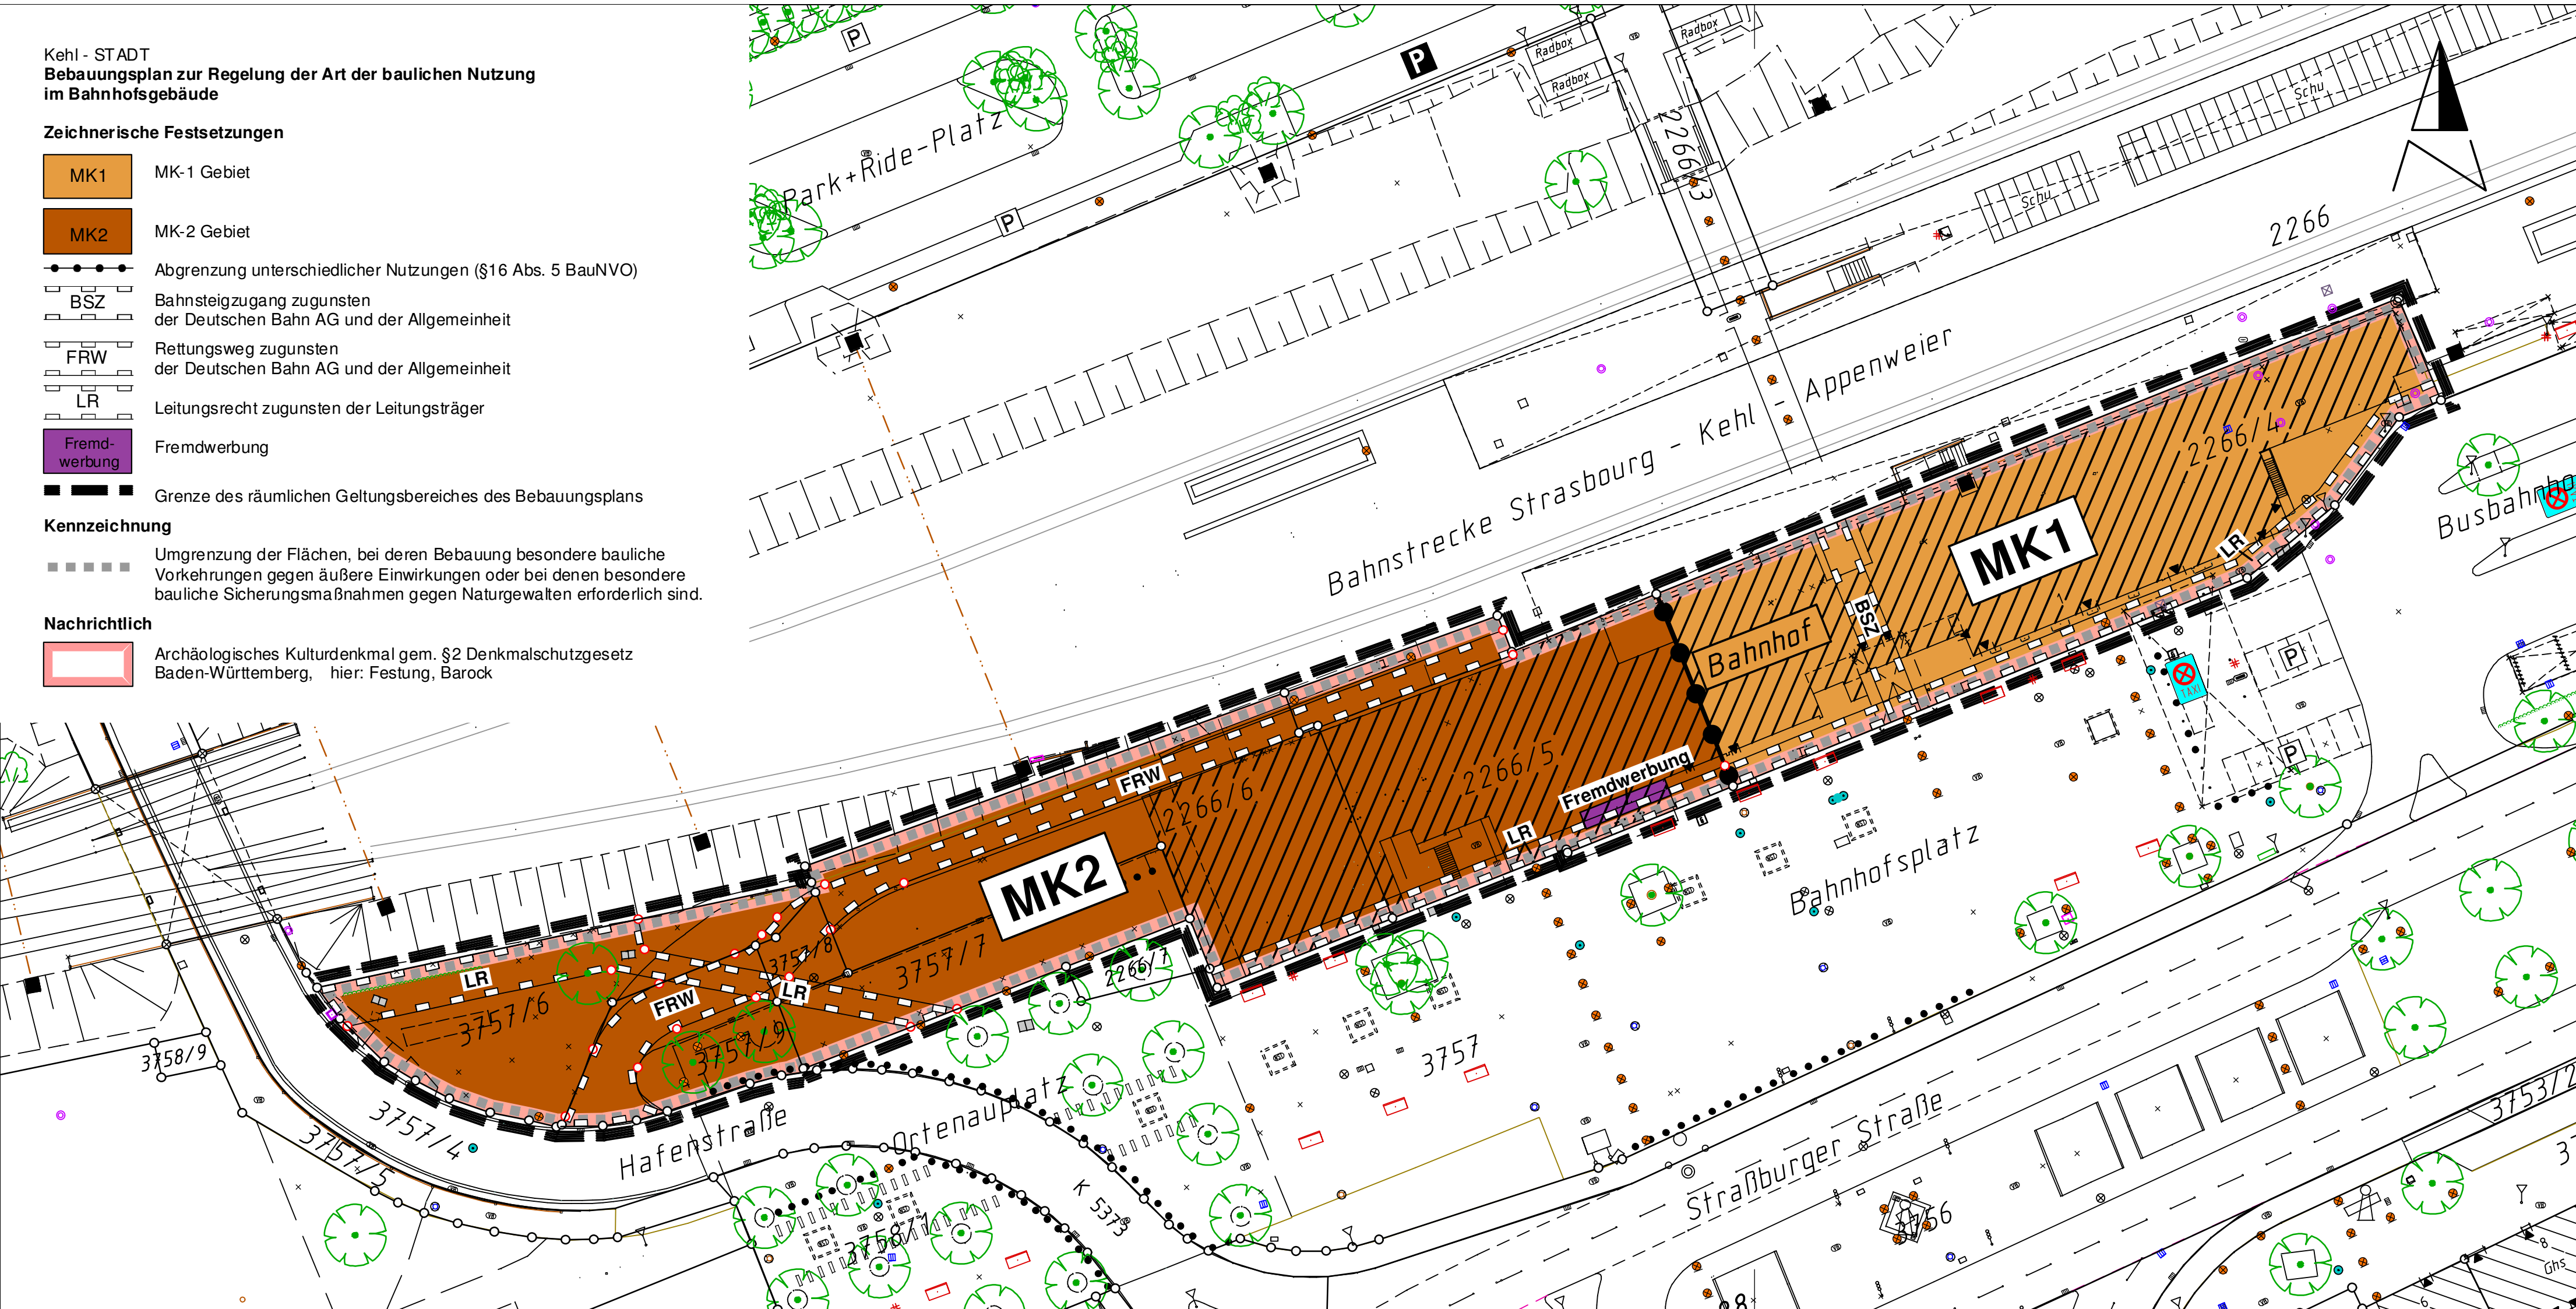 Kehl - STADT
Bebauungsplan zur Regelung der Art der baulichen Nutzung
im Bahnhofsgebäude
Zeichnerische Festsetzungen
MK1
MK-1 Gebiet
MK2
MK-2 Gebiet
Abgrenzung unterschiedlicher Nutzungen (§16 Abs. 5 BauNVO)
BSZ
Bahnsteigzugang zugunsten
der Deutschen Bahn AG und der Allgemeinheit
FRW
Rettungsweg zugunsten
der Deutschen Bahn AG und der Allgemeinheit
LR
Leitungsrecht zugunsten der Leitungsträger
Fremd-
werbung
Fremdwerbung
Grenze des räumlichen Geltungsbereiches des Bebauungsplans
Kennzeichnung
Umgrenzung der Flächen, bei deren Bebauung besondere bauliche
Vorkehrungen gegen äußere Einwirkungen oder bei denen besondere
bauliche Sicherungsmaßnahmen gegen Naturgewalten erforderlich sind.
Nachrichtlich
Archäologisches Kulturdenkmal gem. §2 Denkmalschutzgesetz
Baden-Württemberg, hier: Festung, Barock
P
P
P
Radbox
Radbox
Radbox
Park+Ride-Platz
2266/3
Schu
Schu
2266
Bahnstrecke Strasbourg - Kehl - Appenweier
2266/4
MK1
LR
BSZ
Bahnhof
2266/5
Fremdwerbung
LR
FRW
2266/6
MK2
3757/8
3757/7
2266/7
LR
3757/6
FRW
LR
3757/9
3758/9
3757/4
3757/5
Hafenstraße
Ortenauplatz
K 5373
3758/1
3757
Bahnhofsplatz
TAXI
P
P
Straßburger Straße
3756
3753/2
8
Ghs
6